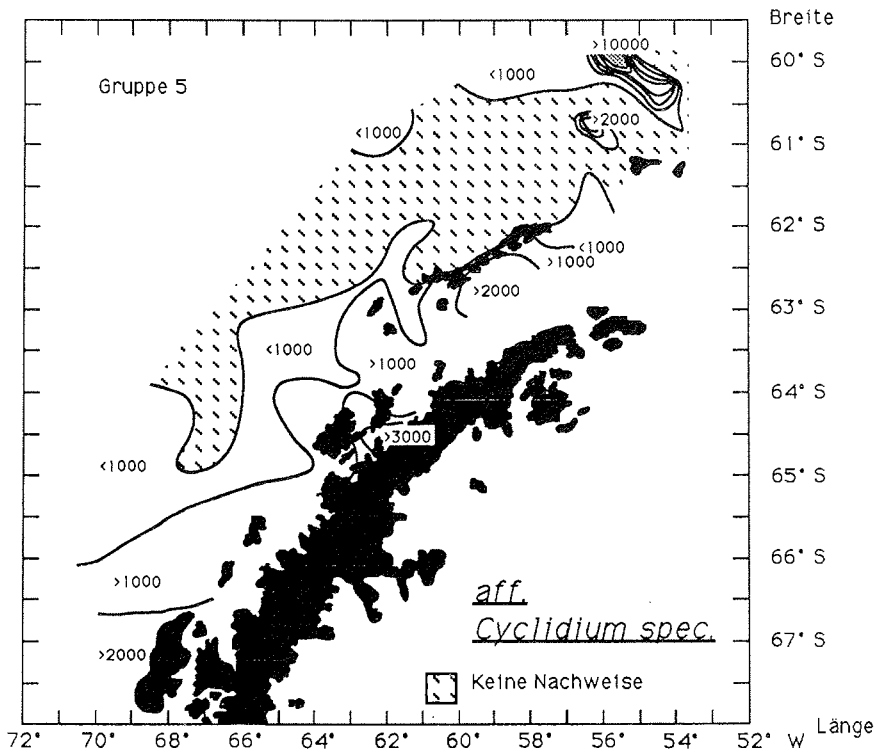 Breite
>10000
60° S
<1000
Gruppe 5
>2000
<1000
61° S
62° S
<1000
>1000
>2000
63° S
<1000
>1000
64° S
>3000
<1000
65° S
66° S
>1000
aff.
Cyclidium spec.
67° S
>2000
Keine Nachweise
72° 70° 68° 66° 64° 62° 60° 58° 56° 54° 52° W Länge